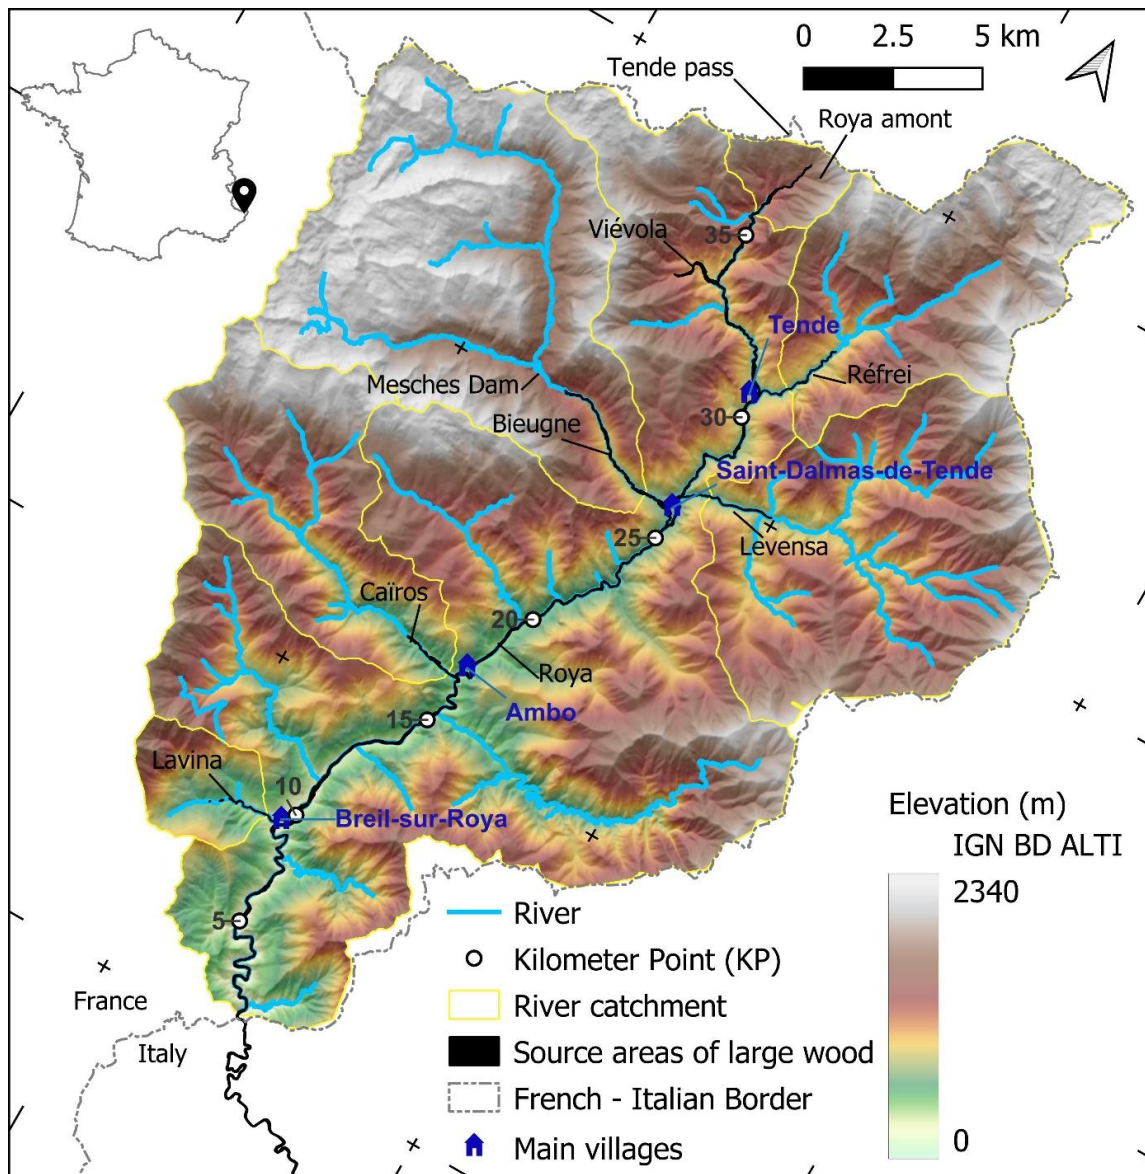 0 2.5 5 km
Tende pass
Roya amont
Viévola
35
Tende
Réfrei
Mesches Dam
30
Bieugne
Saint-Dalmas-de-Tende
25
Lévensa
Caïros
20
Roya
Ambo
15
Lavina
10
Breil-sur-Roya
5
France
Italy
River
Kilometer Point (KP)
River catchment
Source areas of large wood
French - Italian Border
Main villages
Elevation (m)
IGN BD ALTI
2340
0